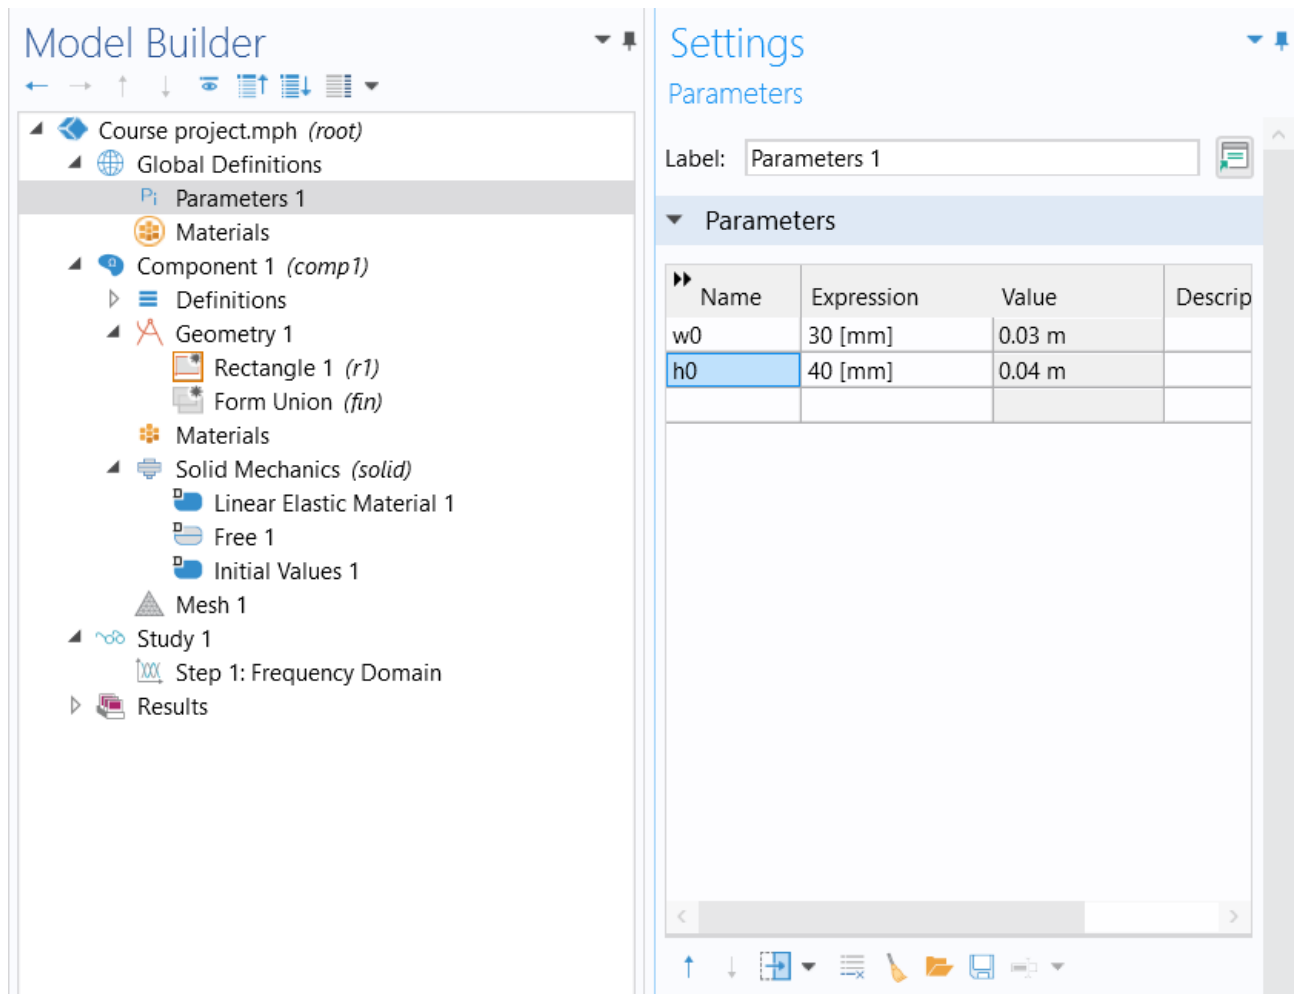 Model Builder
Course project.mph (root)
Global Definitions
Pi Parameters 1
Materials
Component 1 (comp1)
Definitions
Geometry 1
Rectangle 1 (r1)
Form Union (fin)
Materials
Solid Mechanics (solid)
D Linear Elastic Material 1
D Free 1
D Initial Values 1
Mesh 1
Study 1
Step 1: Frequency Domain
Results
Settings
Parameters
Label: Parameters 1
Parameters
Name Expression Value Descrip
w0 30 [mm] 0.03 m
h0 40 [mm] 0.04 m